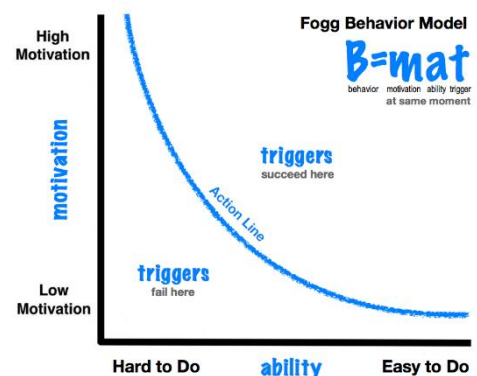 Fogg Behavior Model
B=mat
behavior motivation ability trigger
at same moment
High
Motivation
motivation
triggers
succeed here
Action Line
triggers
fail here
Low
Motivation
Hard to Do
ability
Easy to Do